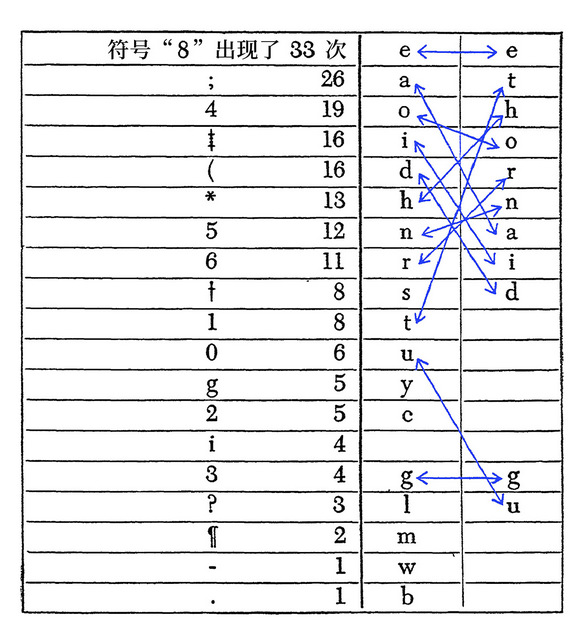 符号“8”出现了 33 次 e e
; 26 a t
4 19 o h
‡ 16 i o
( 16 d r
* 13 h n
5 12 n a
6 11 r i
† 8 s d
1 8 t
0 6 u
g 5 y
2 5 c
i 4
3 4 g g
? 3 l u
¶ 2 m
- 1 w
. 1 b